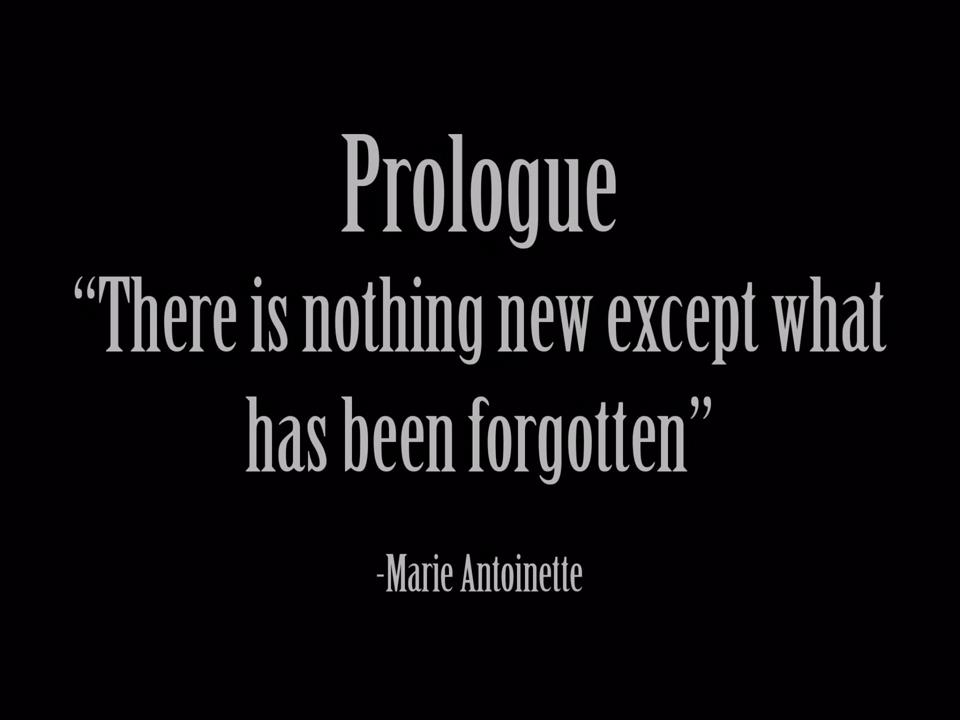 Prologue
“There is nothing new except what
has been forgotten”
-Marie Antoinette